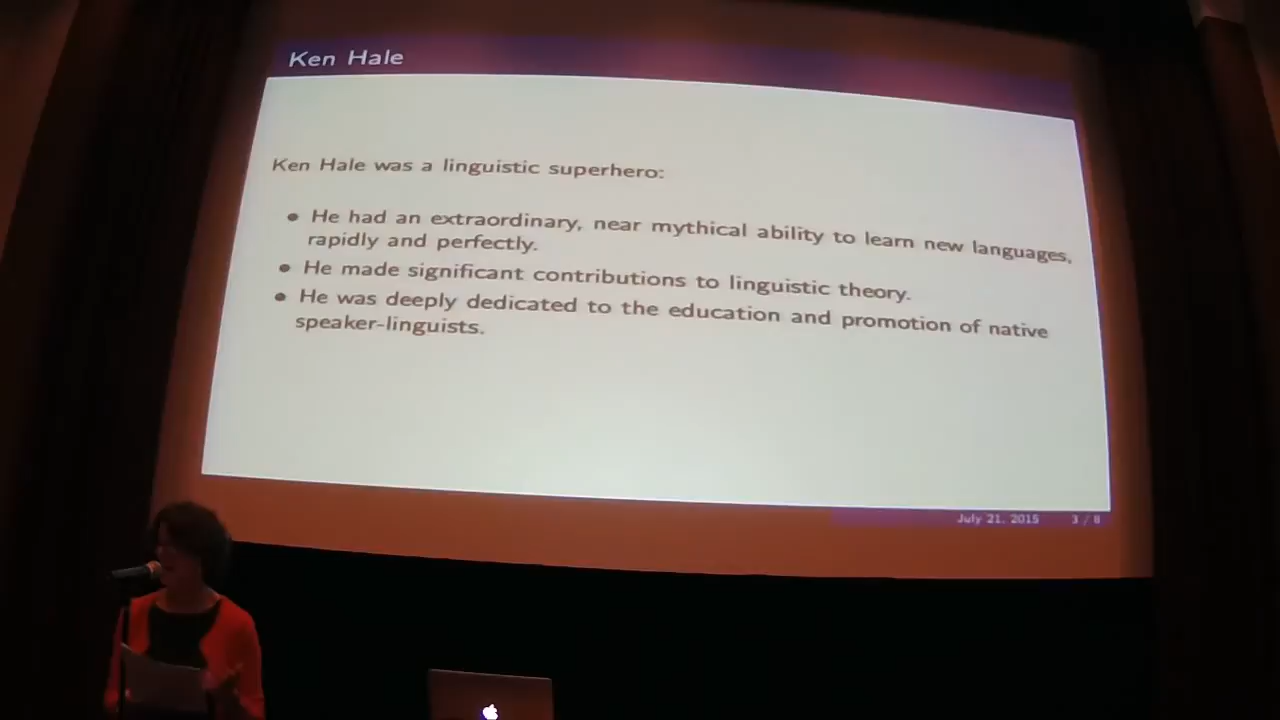 Ken Hale
Ken Hale was a linguistic superhero:
• He had an extraordinary, near mythical ability to learn new languages,
rapidly and perfectly.
• He made significant contributions to linguistic theory.
• He was deeply dedicated to the education and promotion of native
speaker-linguists.
July 21, 2015 3 / 8